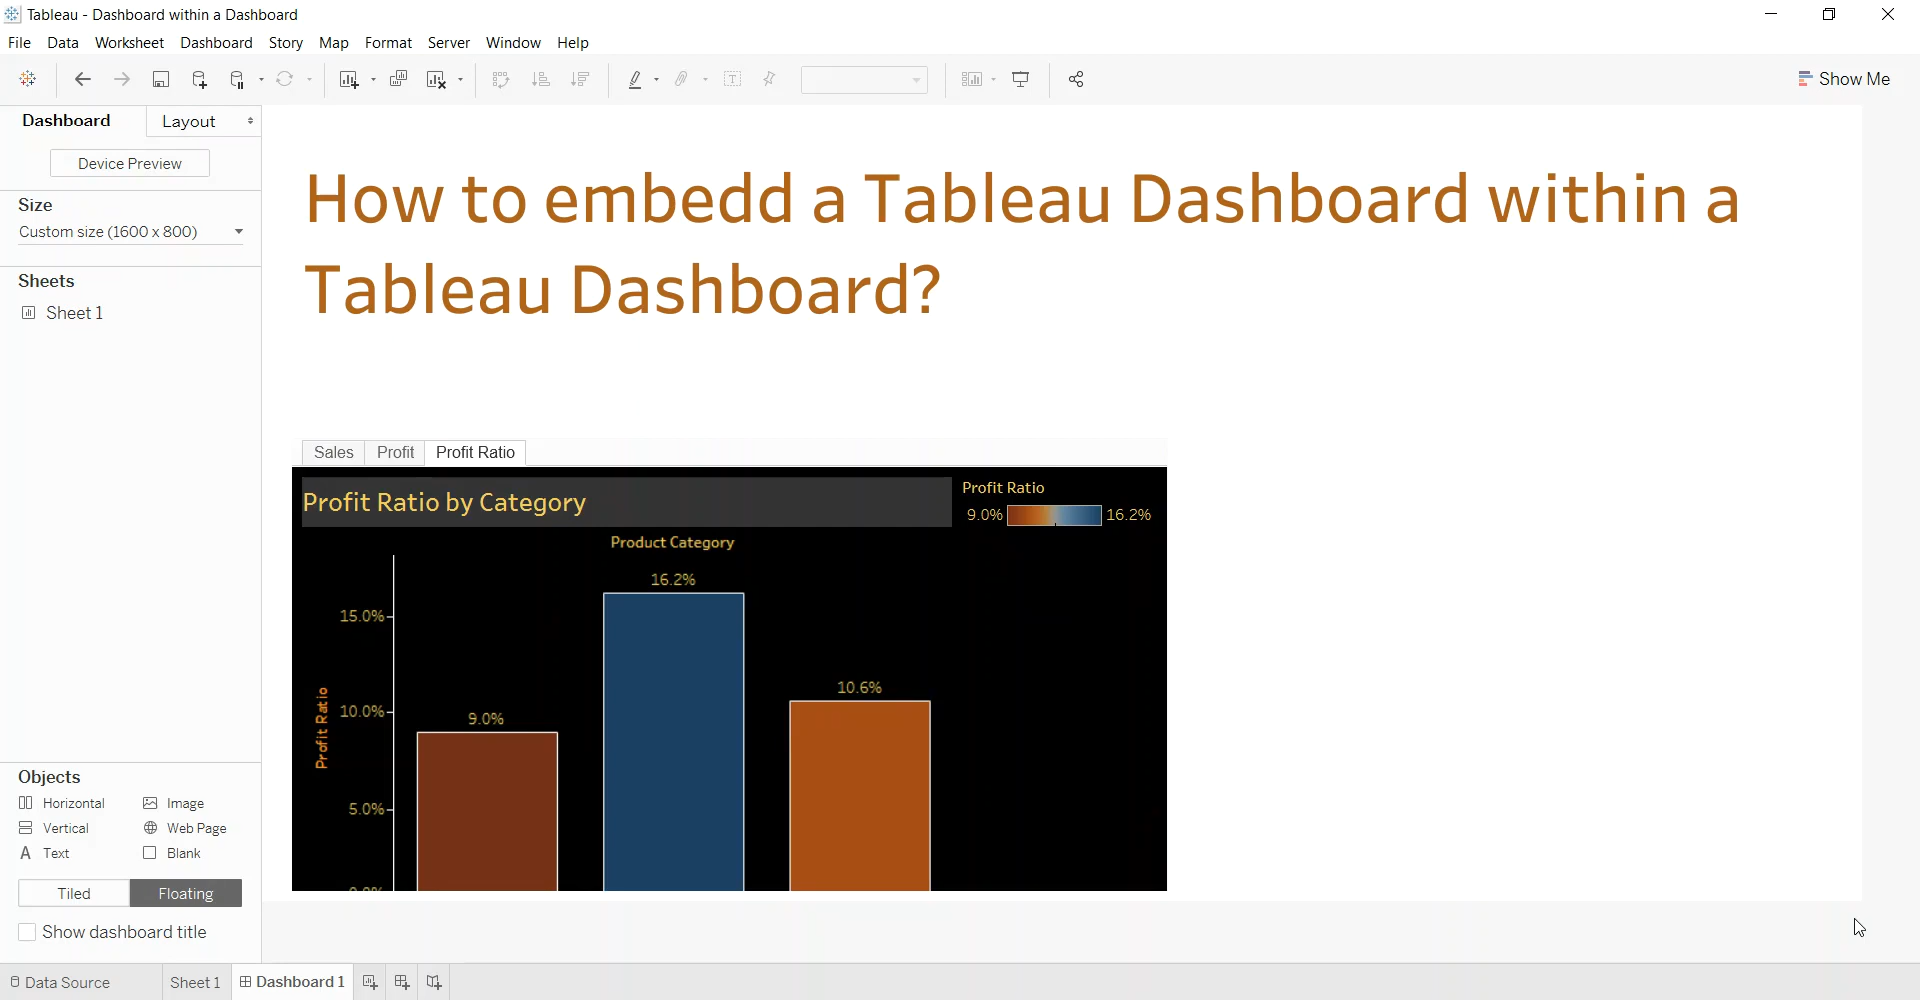 Tableau - Dashboard within a Dashboard
File Data Worksheet Dashboard Story Map Format Server Window Help
Show Me
Dashboard Layout
Device Preview
Size
Custom size (1600 x 800)
Sheets
Sheet 1
How to embedd a Tableau Dashboard within a
Tableau Dashboard?
Sales Profit Profit Ratio
Profit Ratio by Category
Profit Ratio
9.0% 16.2%
Product Category
16.2%
15.0%
10.6%
10.0%
9.0%
Profit Ratio
5.0%
Objects
Horizontal Image
Vertical Web Page
Text Blank
Tiled Floating
Show dashboard title
Data Source Sheet 1 Dashboard 1